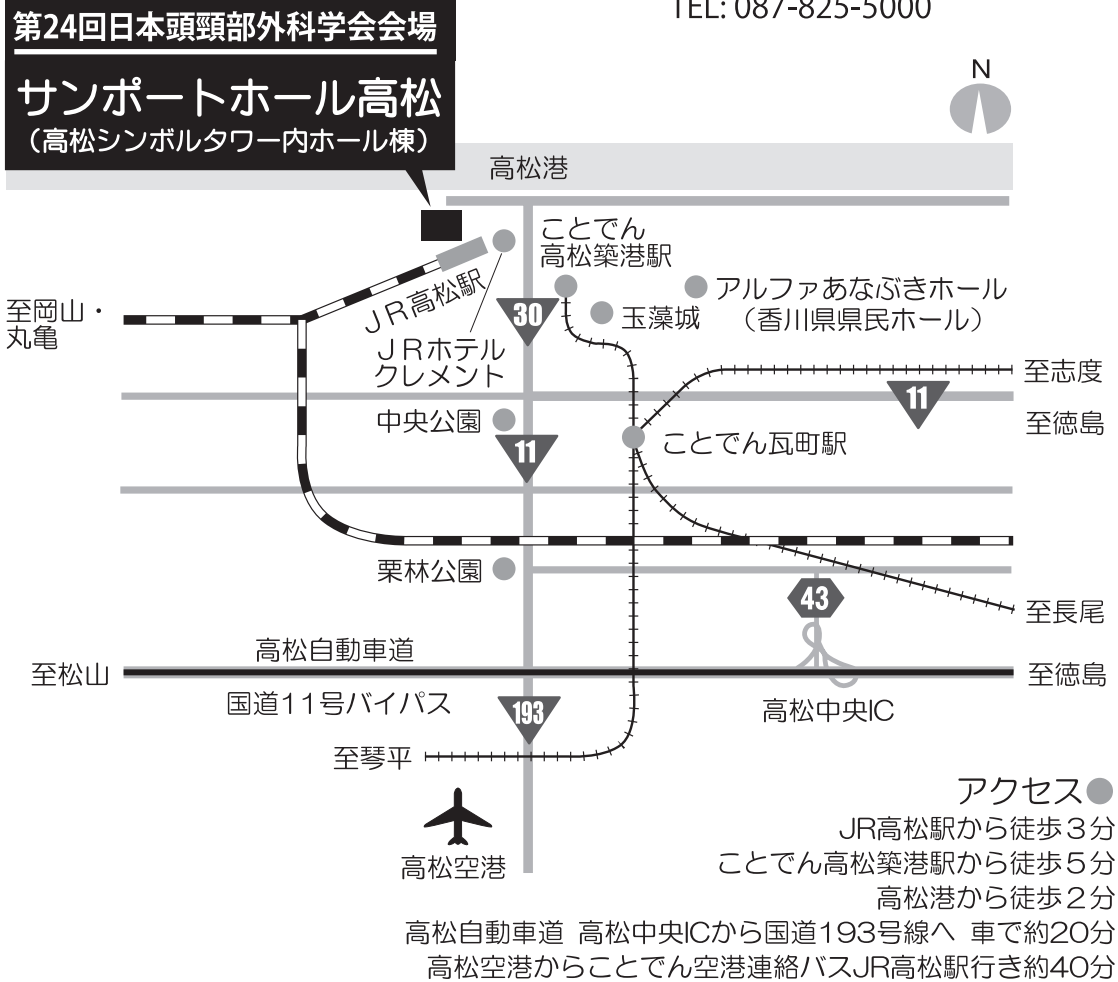 TEL: 087-825-5000
第24回日本頭頸部外科学会会場
サンポートホール高松
（高松シンボルタワー内ホール棟）
N
高松港
ことでん
高松築港駅
JR高松駅
アルファあなぶきホール
（香川県県民ホール）
至岡山・
丸亀
30
玉藻城
JRホテル
クレメント
至志度
11
中央公園
至徳島
11
ことでん瓦町駅
栗林公園
43
至長尾
高松自動車道
至松山
至徳島
国道11号バイパス
193
高松中央IC
至琴平
高松空港
アクセス●
JR高松駅から徒歩3分
ことでん高松築港駅から徒歩5分
高松港から徒歩2分
高松自動車道 高松中央ICから国道193号線へ 車で約20分
高松空港からことでん空港連絡バスJR高松駅行き約40分